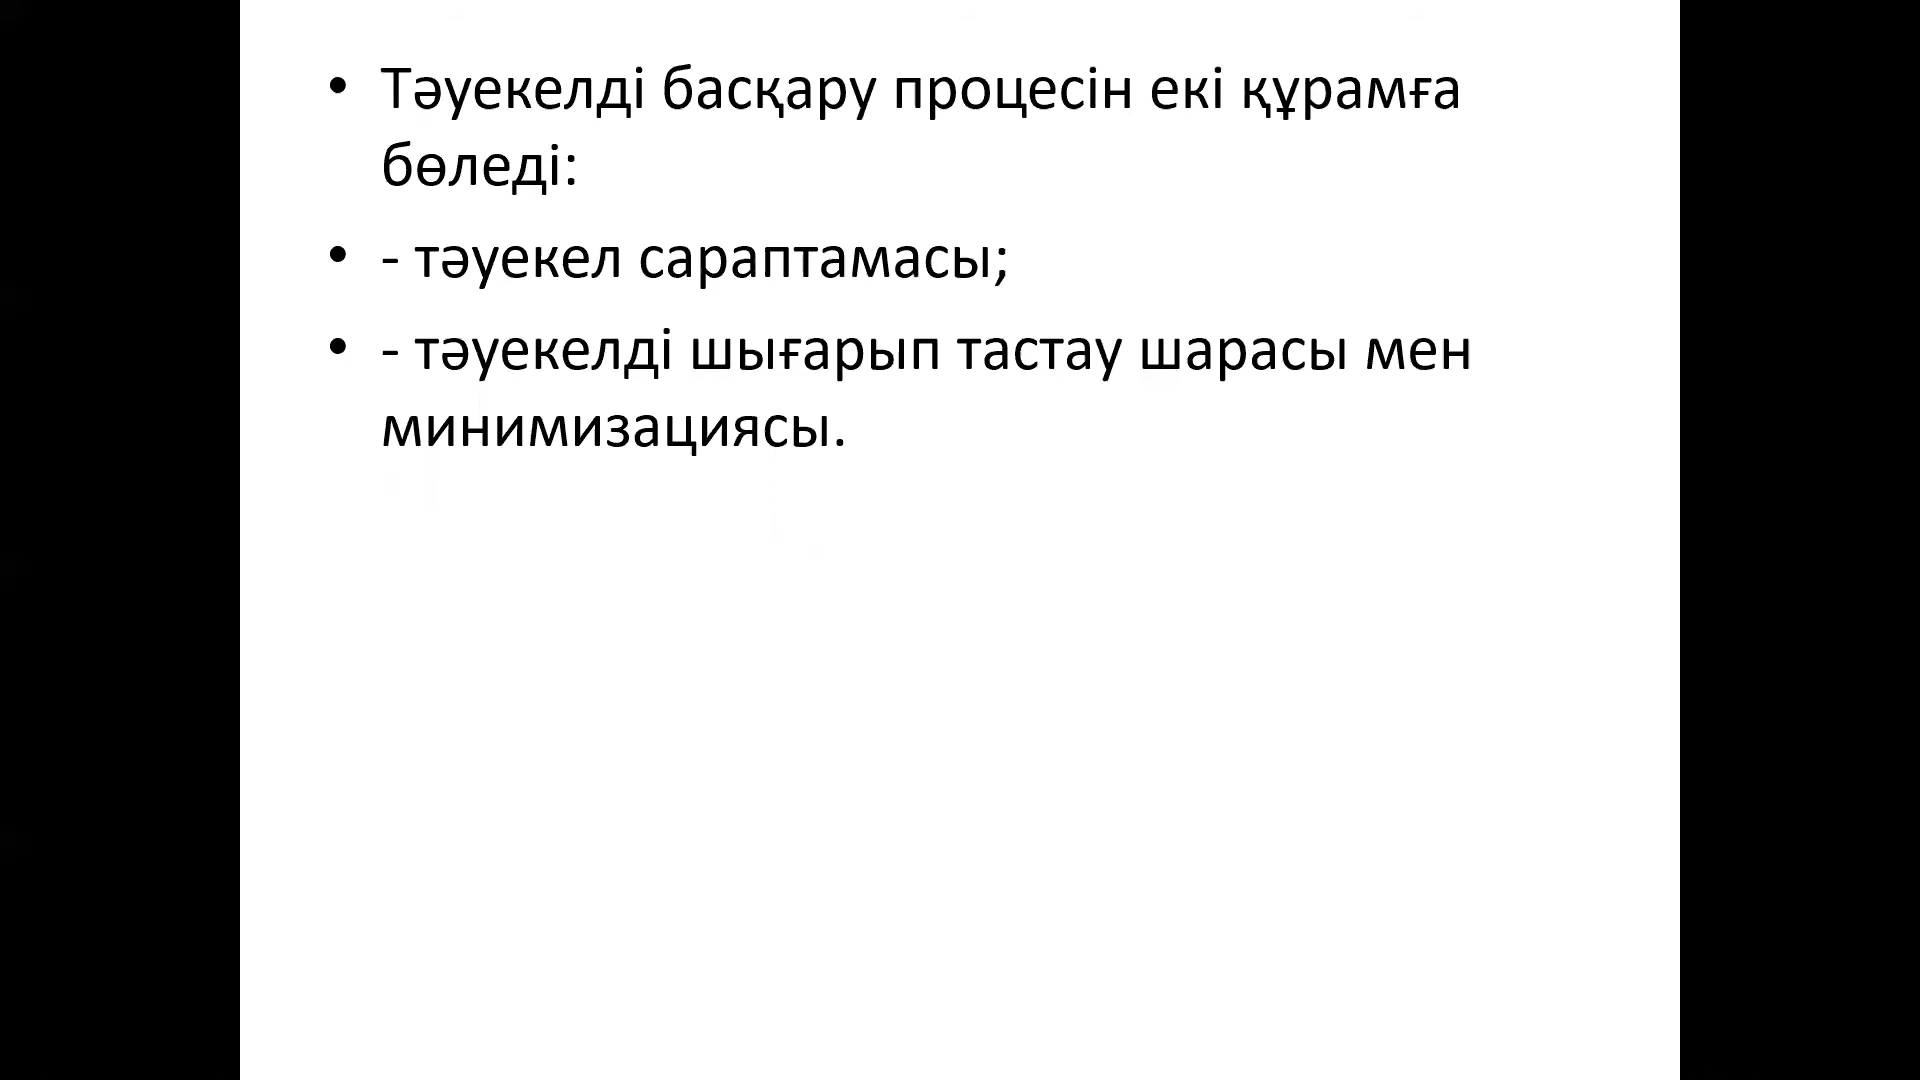 • Тәуекелді басқару процесін екі құрамға
бөледі:
• - тәуекел сараптамасы;
• - тәуекелді шығарып тастау шарасы мен
минимизациясы.